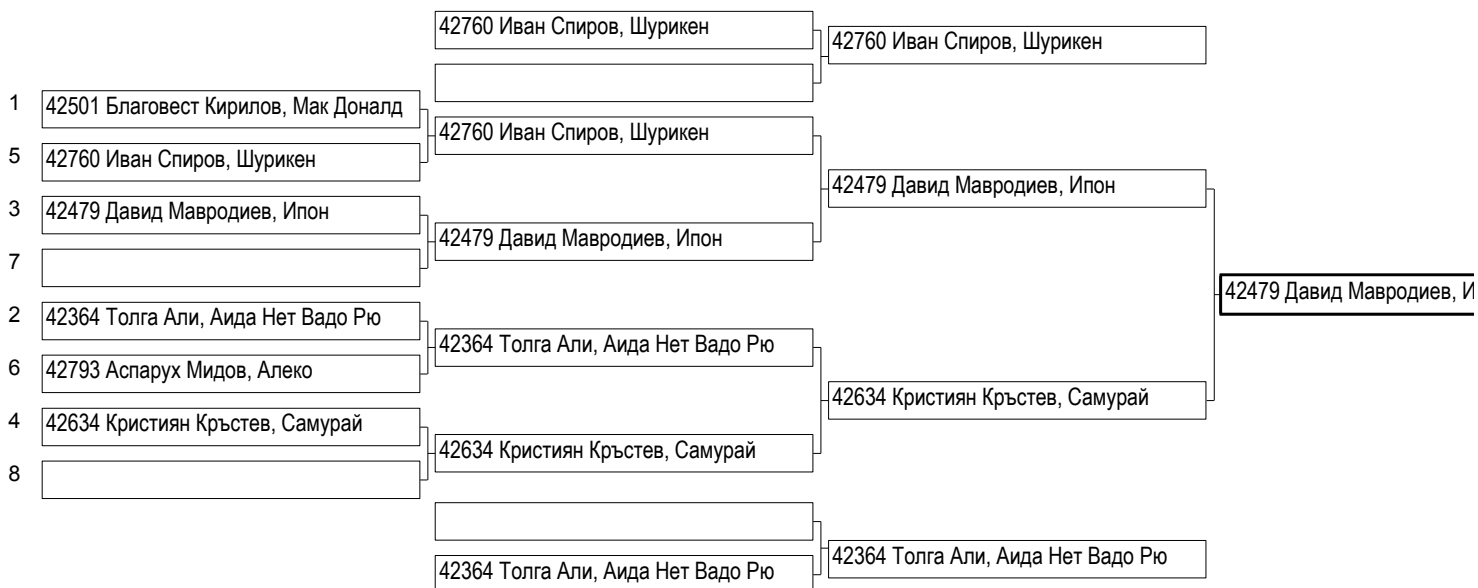 42760 Иван Спиров, Шурикен
42760 Иван Спиров, Шурикен
1 42501 Благовест Кирилов, Мак Доналд
42760 Иван Спиров, Шурикен
5 42760 Иван Спиров, Шурикен
42479 Давид Мавродиев, Ипон
3 42479 Давид Мавродиев, Ипон
42479 Давид Мавродиев, Ипон
7
42479 Давид Мавродиев, И
2 42364 Толга Али, Аида Нет Вадо Рю
42364 Толга Али, Аида Нет Вадо Рю
6 42793 Аспарух Мидов, Алеко
42634 Кристиян Кръстев, Самурай
4 42634 Кристиян Кръстев, Самурай
42634 Кристиян Кръстев, Самурай
8
42364 Толга Али, Аида Нет Вадо Рю
42364 Толга Али, Аида Нет Вадо Рю